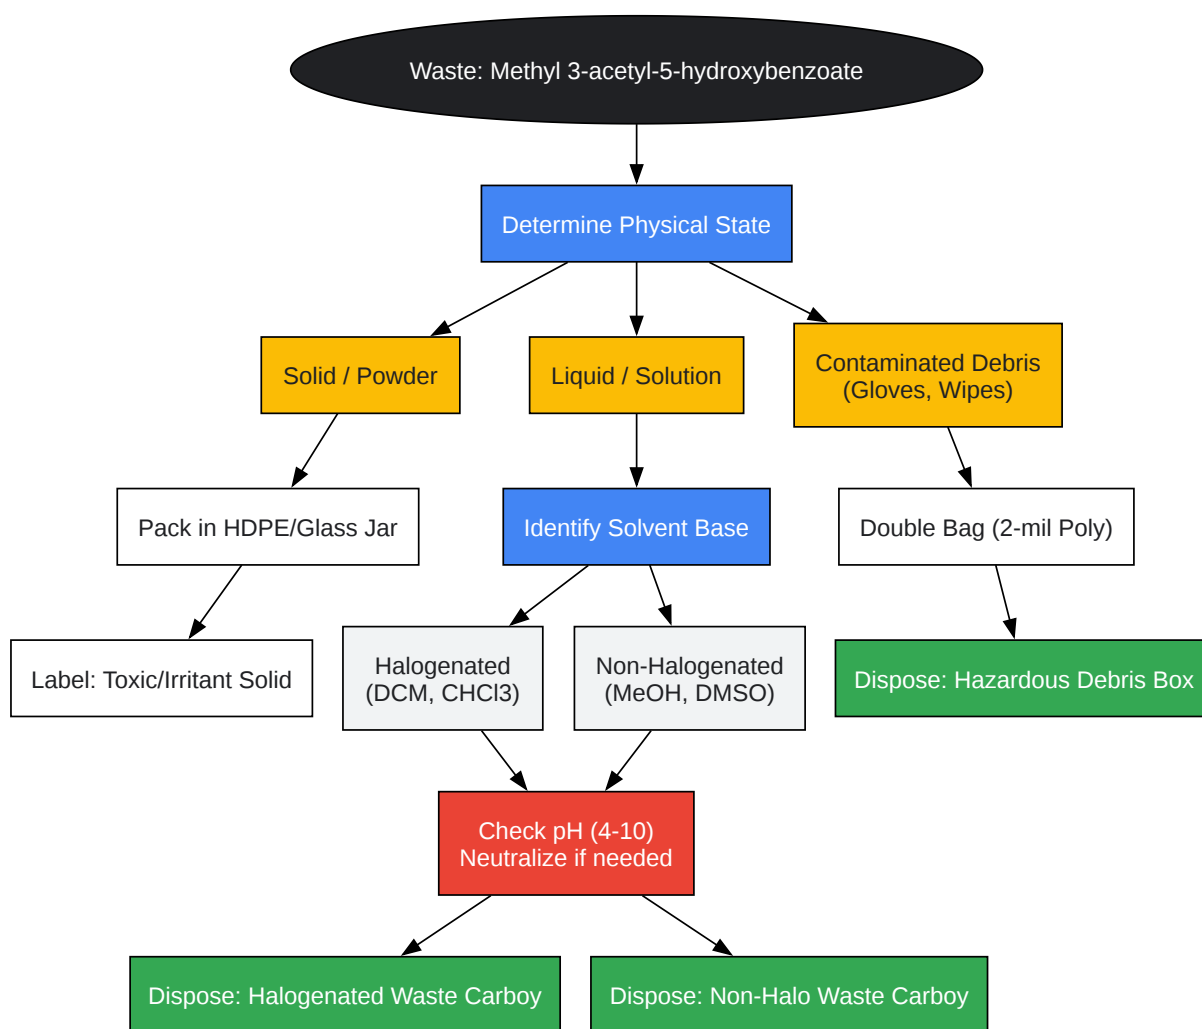 Waste: Methyl 3-acetyl-5-hydroxybenzoate
Determine Physical State
Solid / Powder
Liquid / Solution
Contaminated Debris
(Gloves, Wipes)
Pack in HDPE/Glass Jar
Identify Solvent Base
Double Bag (2-mil Poly)
Label: Toxic/Irritant Solid
Halogenated
(DCM, CHCl3)
Non-Halogenated
(MeOH, DMSO)
Dispose: Hazardous Debris Box
Check pH (4-10)
Neutralize if needed
Dispose: Halogenated Waste Carboy
Dispose: Non-Halo Waste Carboy